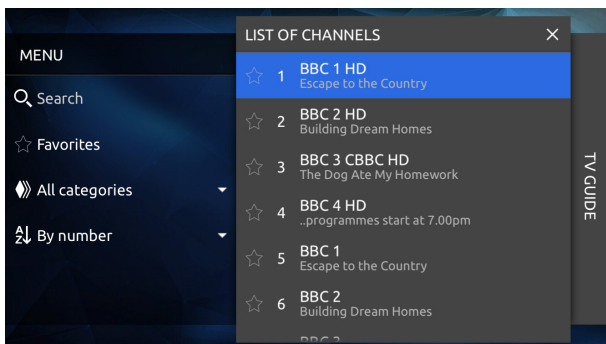 MENU
Search
Favorites
All categories
By number
LIST OF CHANNELS
1 BBC 1 HD
Escape to the Country
2 BBC 2 HD
Building Dream Homes
3 BBC 3 CBBC HD
The Dog Ate My Homework
4 BBC 4 HD
..programmes start at 7.00pm
5 BBC 1
Escape to the Country
6 BBC 2
Building Dream Homes
TV GUIDE